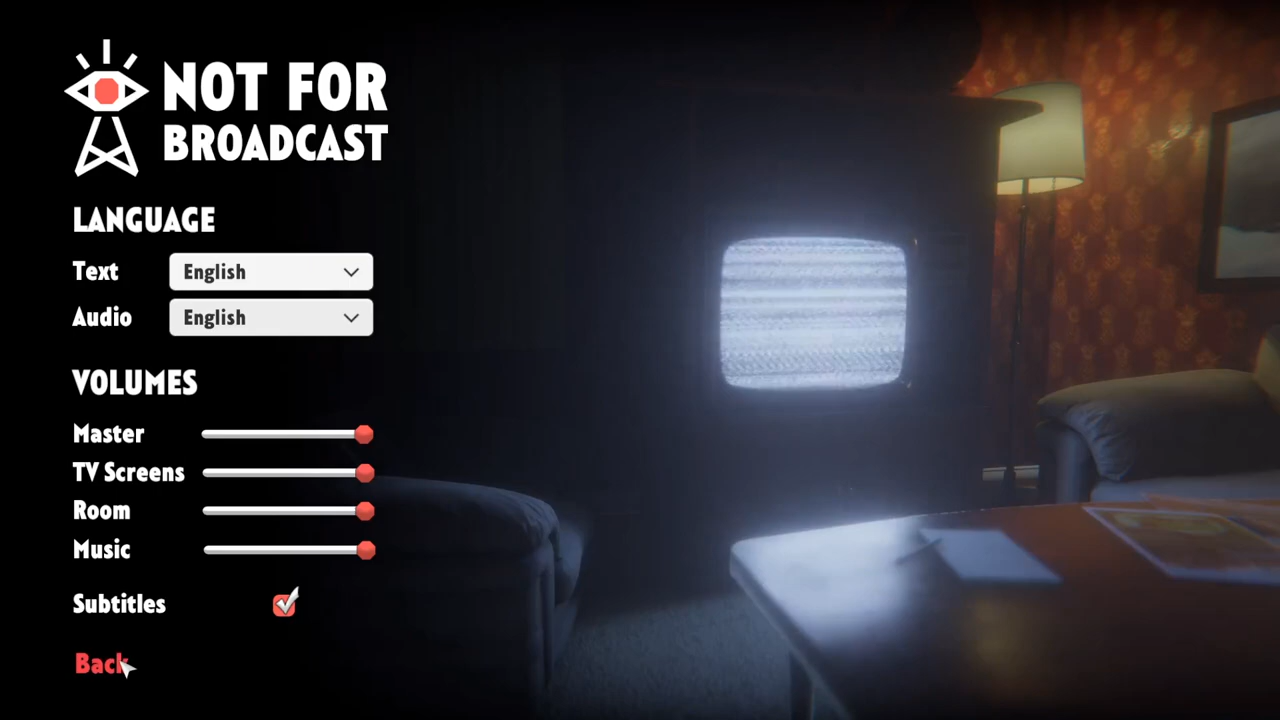 NOT FOR
BROADCAST
LANGUAGE
Text English
Audio English
VOLUMES
Master
TV Screens
Room
Music
Subtitles
Back